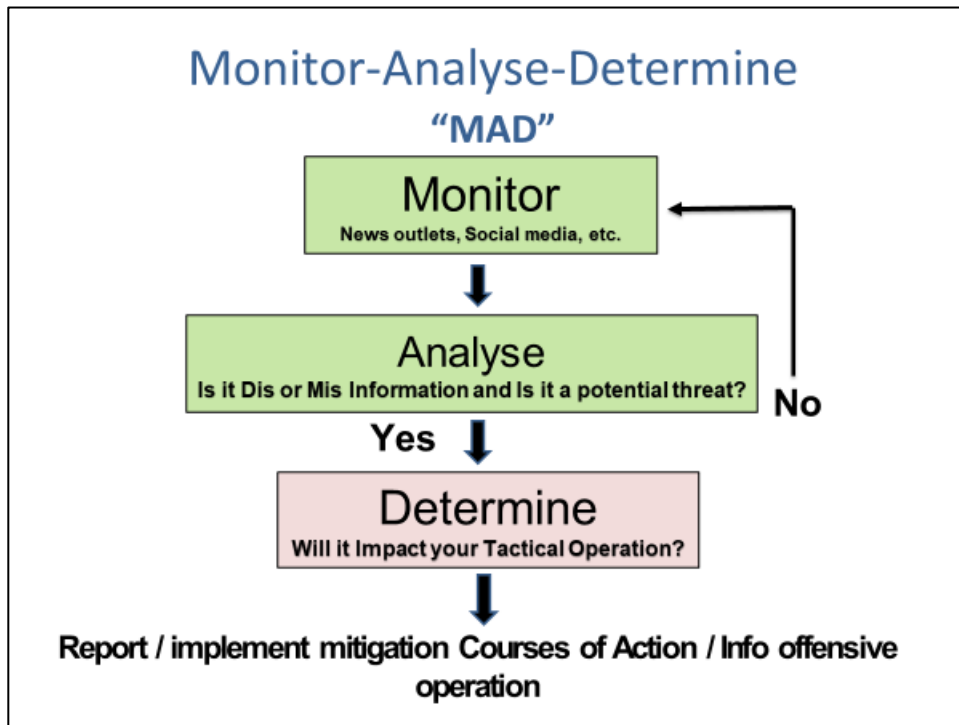 Monitor-Analyse-Determine
“MAD”
Monitor
News outlets, Social media, etc.
Analyse
Is it Dis or Mis Information and Is it a potential threat?
No
Yes
Determine
Will it Impact your Tactical Operation?
Report / implement mitigation Courses of Action / Info offensive
operation